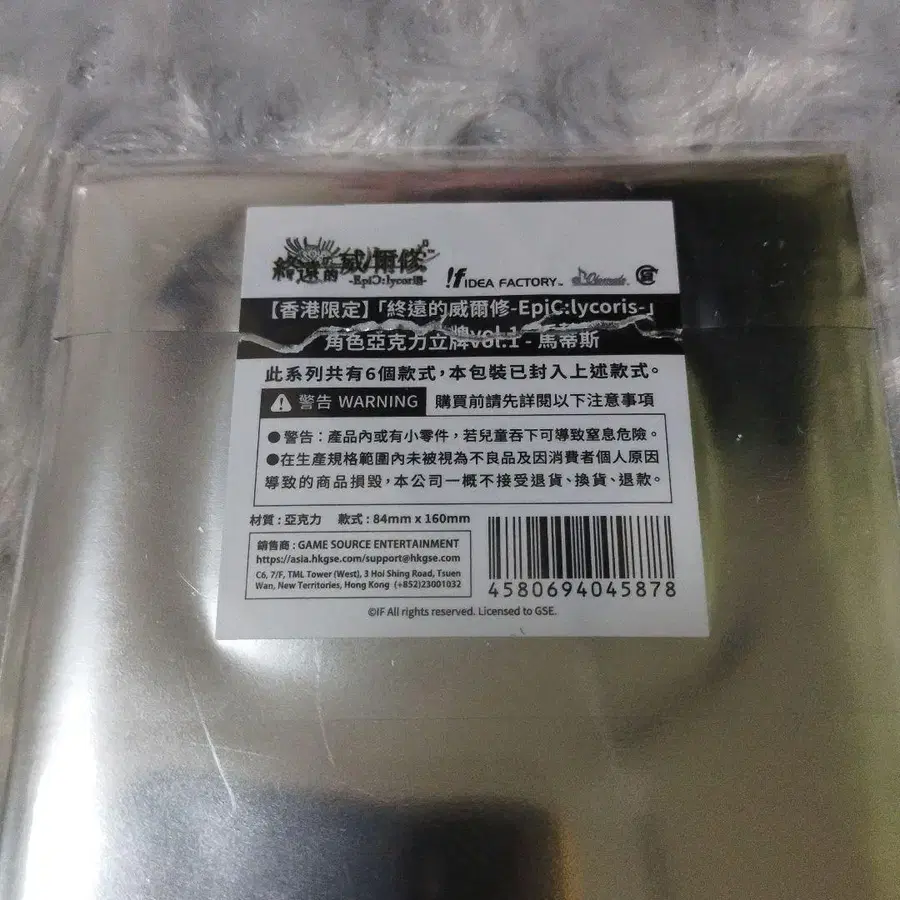 終遠的威爾修
-EpiC:lycoris-
IDEA FACTORY™
【香港限定】「終遠的威爾修-EpiC:lycoris-」
角色亞克力立牌vol.1 - 馬蒂斯
此系列共有6個款式，本包裝已封入上述款式。
警告 WARNING 購買前請先詳閱以下注意事項
●警告：產品內或有小零件，若兒童吞下可導致窒息危險。
●在生產規格範圍內未被視為不良品及因消費者個人原因
導致的商品損毀，本公司一概不接受退貨、換貨、退款。
材質：亞克力 款式：84mm x 160mm
銷售商：GAME SOURCE ENTERTAINMENT
https://asia.hkgse.com/support@hkgse.com
C6, 7/F, TML Tower (West), 3 Hoi Shing Road, Tsuen
Wan, New Territories, Hong Kong (+852)23001032
4580694045878
©IF All rights reserved. Licensed to GSE.